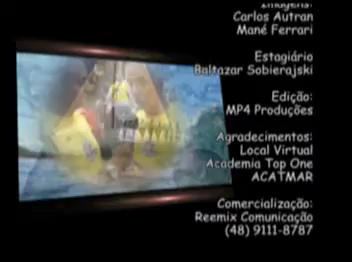 Imagens:
Carlos Autran
Mané Ferrari
Estagiário
Baltazar Sobierajski
Edição:
MP4 Produções
Agradecimentos:
Local Virtual
Academia Top One
ACATMAR
Comercialização:
Reemix Comunicação
(48) 9111-8787